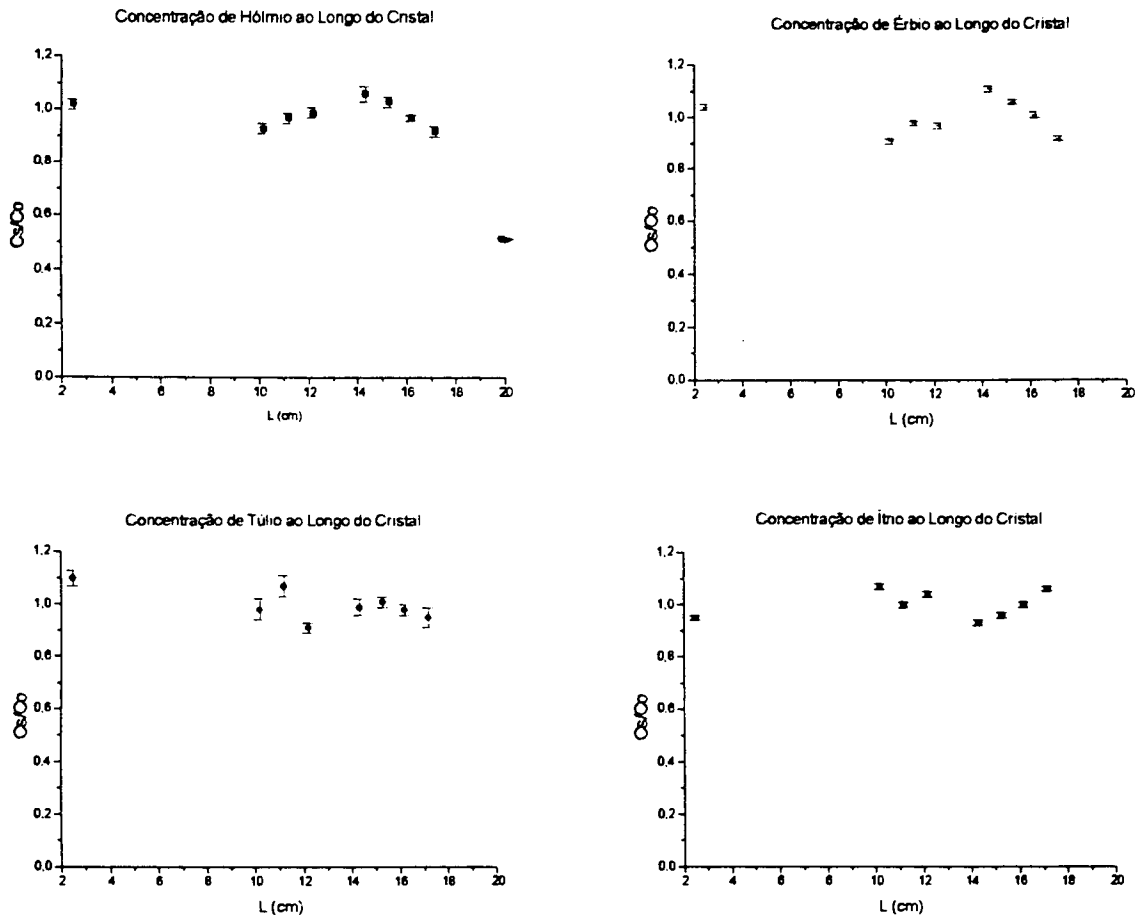 Concentração de Hólmio ao Longo do Cristal
1,2
1,0
0,8
0,6
0,4
0,2
0,0
Cs/Co
2 4 6 8 10 12 14 16 18 20
L (cm)
Concentração de Érbio ao Longo do Cristal
1,2
1,0
0,8
0,6
0,4
0,2
0,0
Cs/Co
2 4 6 8 10 12 14 16 18 20
L (cm)
Concentração de Túlio ao Longo do Cristal
1,2
1,0
0,8
0,6
0,4
0,2
0,0
Cs/Co
2 4 6 8 10 12 14 16 18 20
L (cm)
Concentração de Ítrio ao Longo do Cristal
1,2
1,0
0,8
0,6
0,4
0,2
0,0
Cs/Co
2 4 6 8 10 12 14 16 18 20
L (cm)